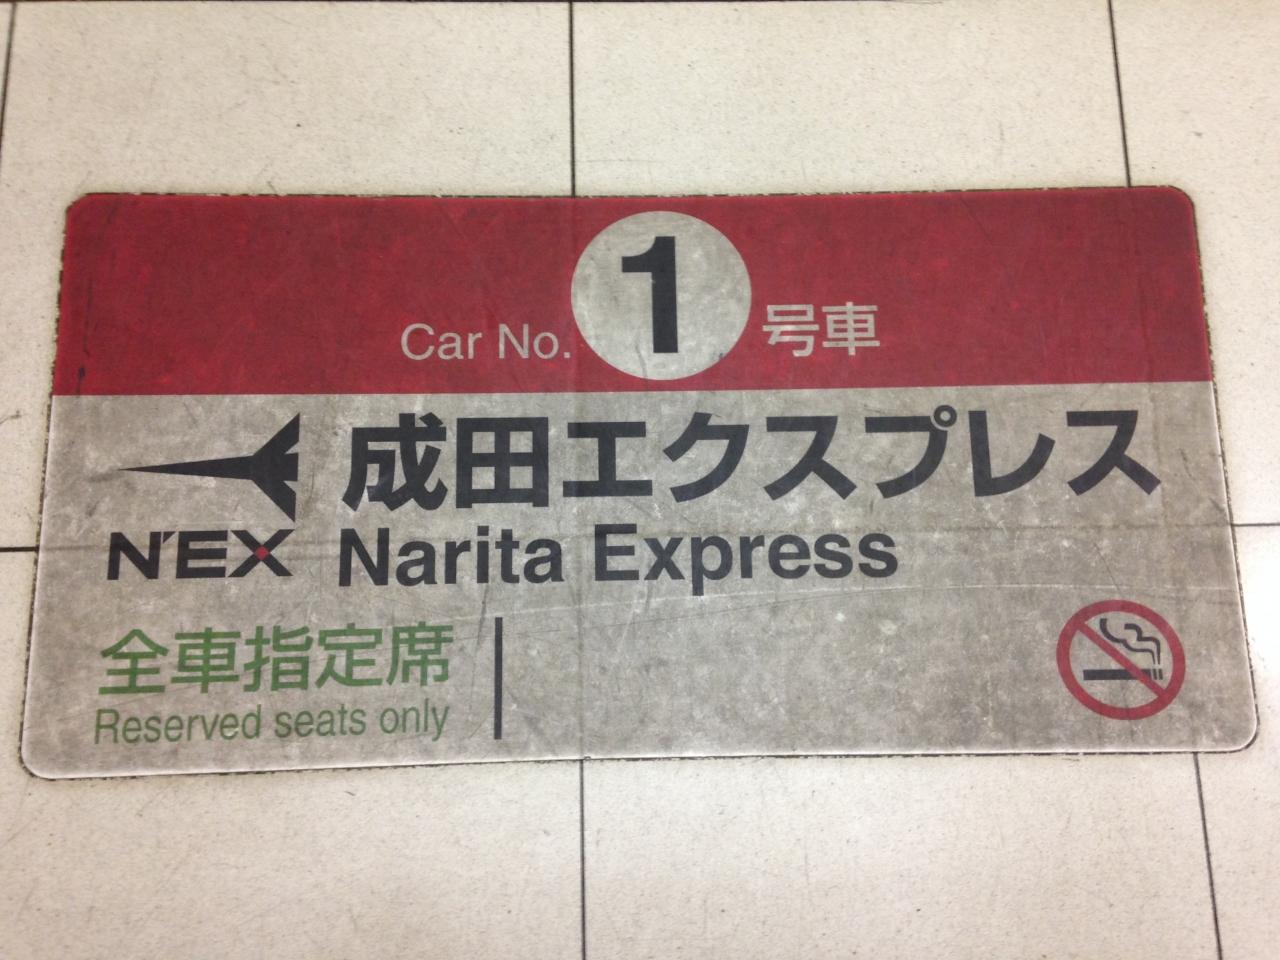 Car No. 1 号車
成田エクスプレス
N'EX Narita Express
全車指定席
Reserved seats only